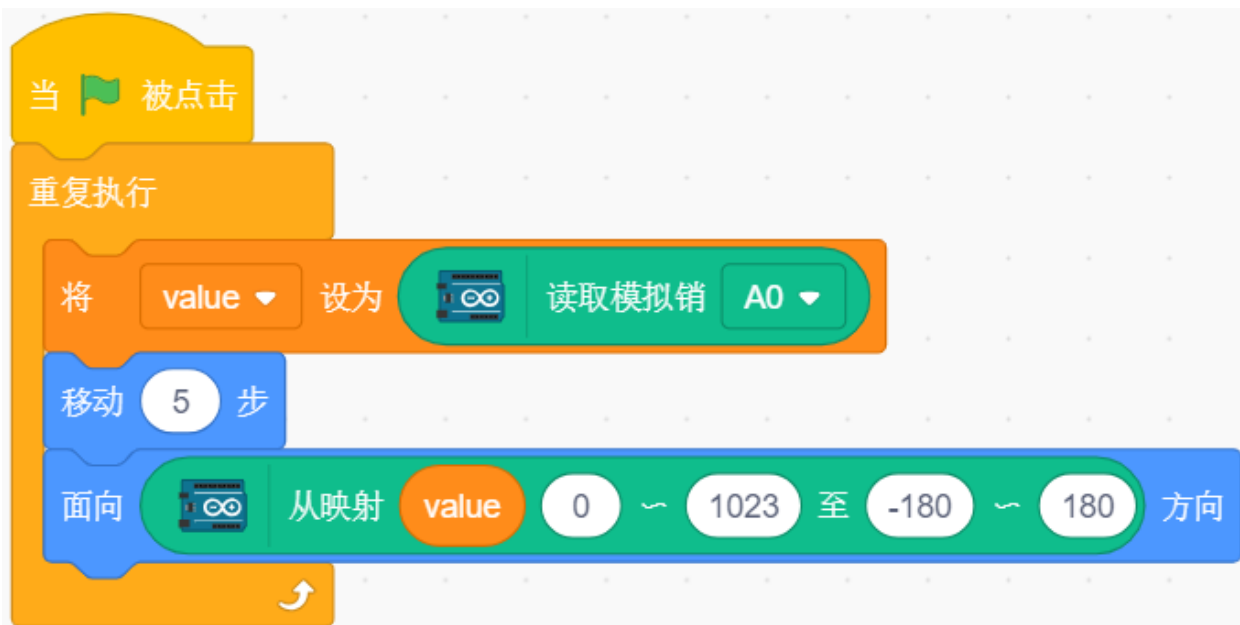 当 被点击
重复执行
将 value 设为 读取模拟销 A0
移动 5 步
面向 从映射 value 0 ~ 1023 至 -180 ~ 180 方向